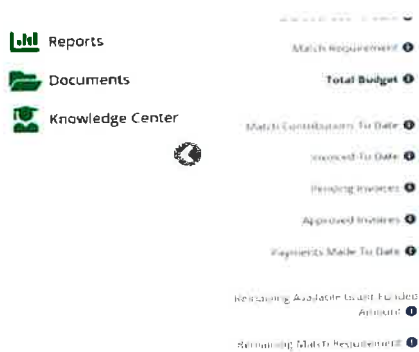 Reports
Documents
Knowledge Center
Match Requirement
Total Budget
Match Contributions To Date
Invoiced To Date
Pending Invoices
Approved Invoices
Payments Made To Date
Remaining Available Grant Funded
Amount
Remaining Match Requirement